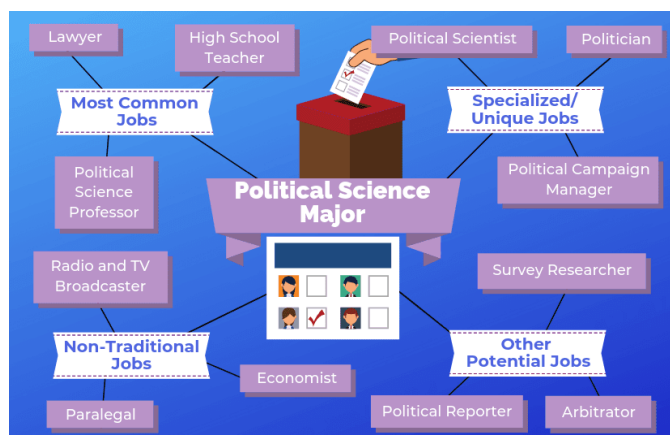 Lawyer
High School
Teacher
Most Common
Jobs
Political
Science
Professor
Political Scientist
Politician
Specialized/
Unique Jobs
Political Campaign
Manager
Political Science
Major
Radio and TV
Broadcaster
Non-Traditional
Jobs
Economist
Paralegal
Survey Researcher
Other
Potential Jobs
Political Reporter
Arbitrator